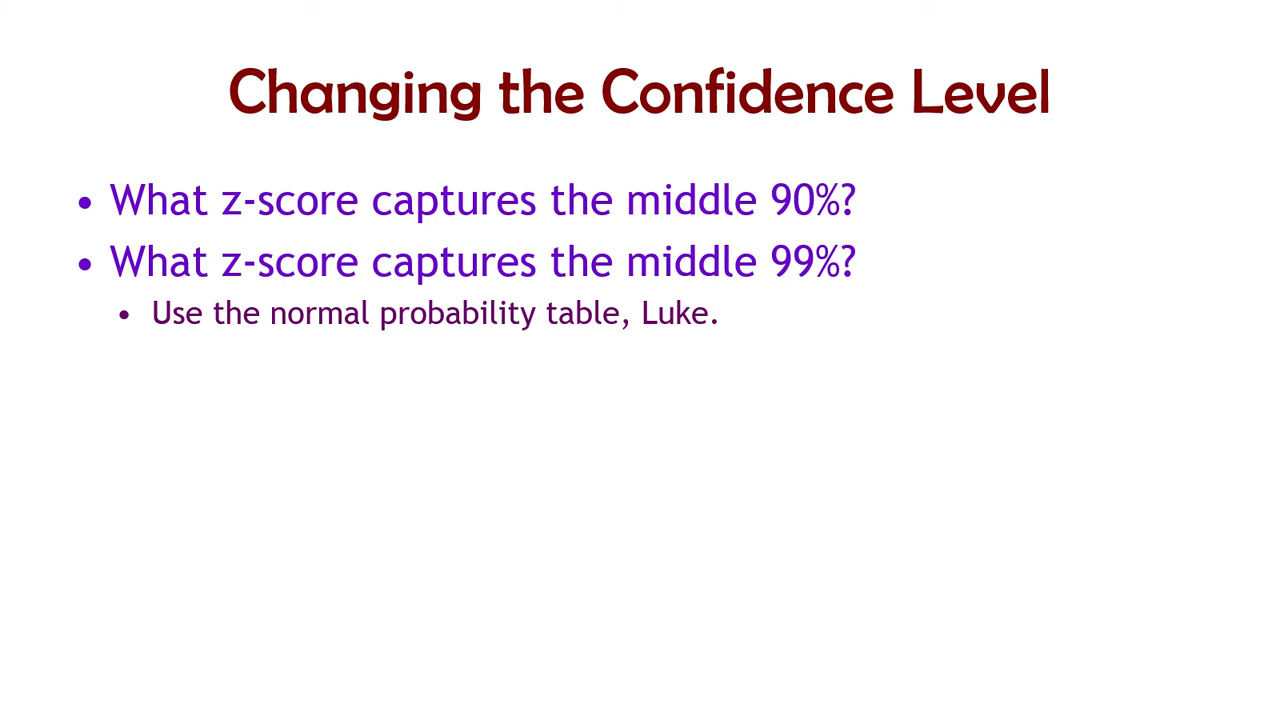 Changing the Confidence Level
• What z-score captures the middle 90%?
• What z-score captures the middle 99%?
• Use the normal probability table, Luke.